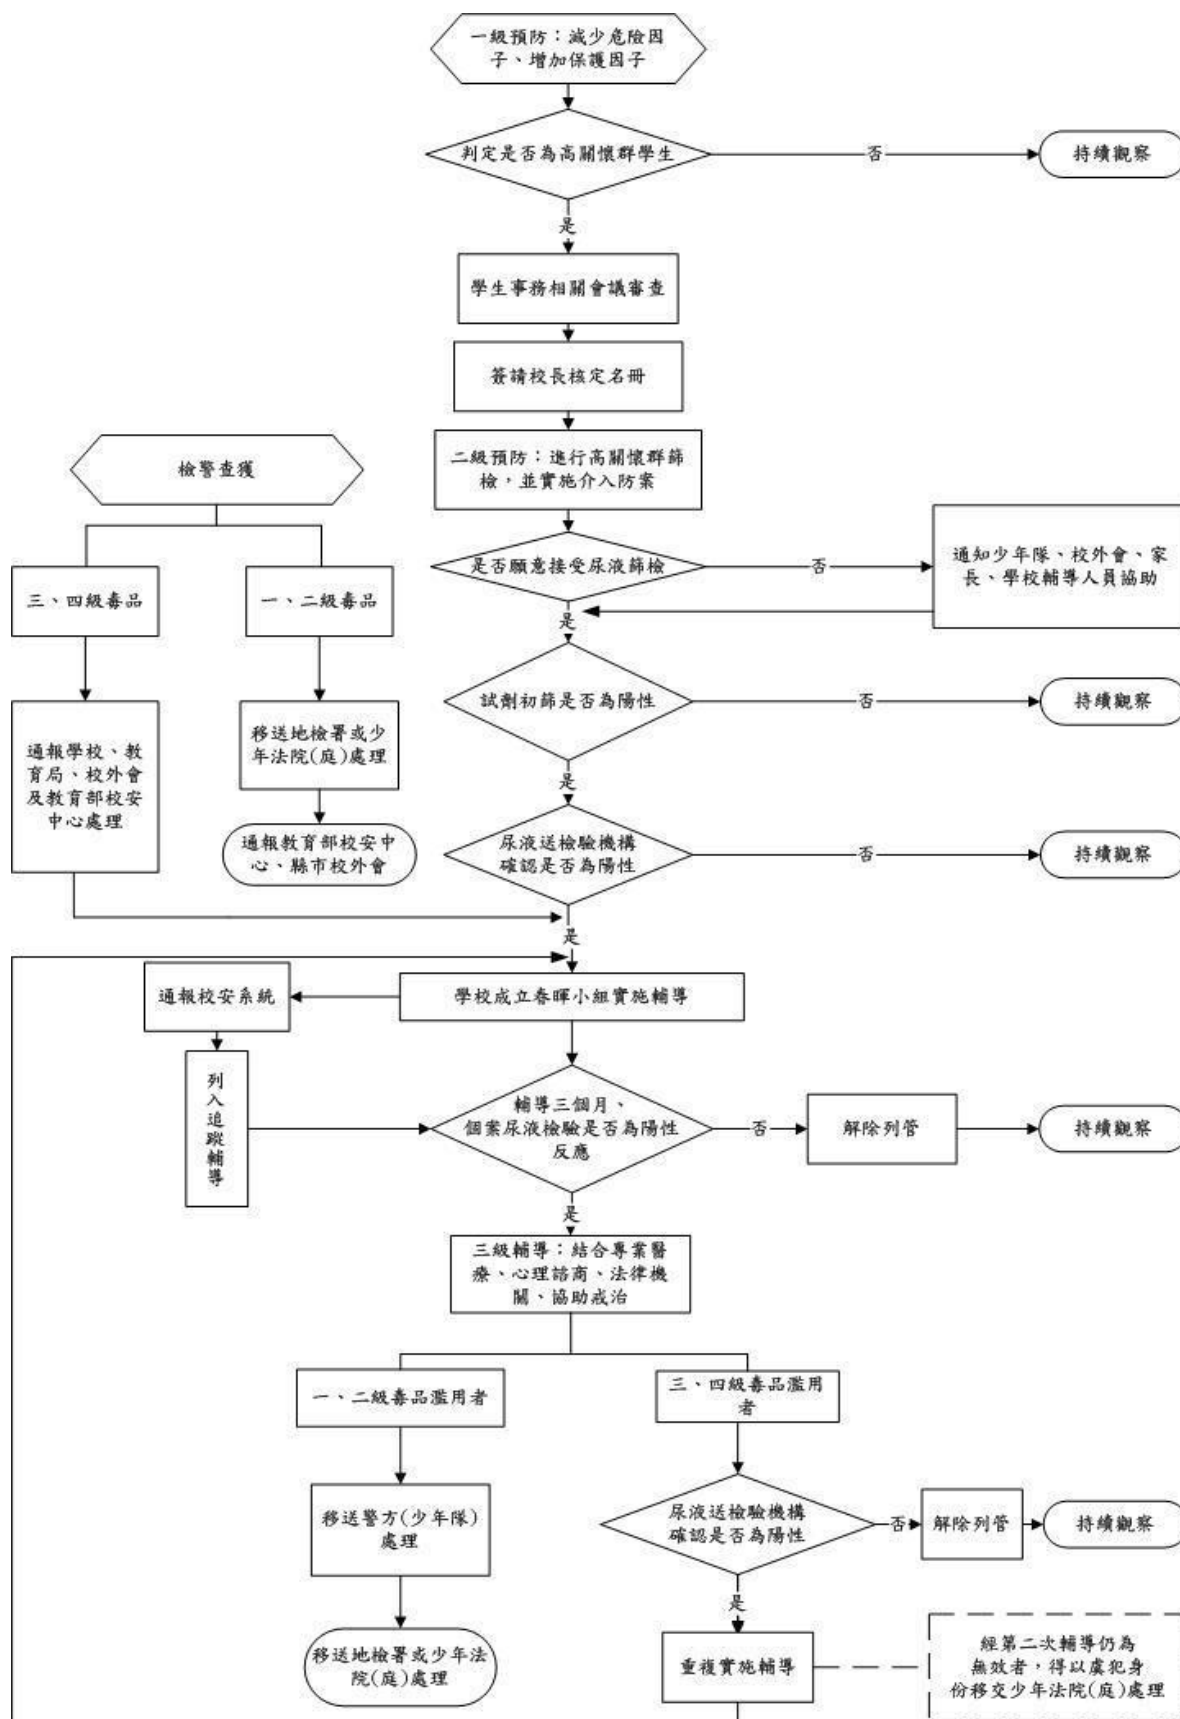 一級預防：減少危險因
子、增加保護因子
判定是否為高關懷群學生
否
持續觀察
是
學生事務相關會議審查
簽請校長核定名冊
二級預防：進行高關懷群篩
檢，並實施介入防案
檢警查獲
是否願意接受尿液篩檢
否
通知少年隊、校外會、家
長、學校輔導人員協助
三、四級毒品
一、二級毒品
是
試劑初篩是否為陽性
否
持續觀察
通報學校、教
育局、校外會
及教育部校安
中心處理
移送地檢署或少
年法院(庭)處理
是
通報教育部校安中
心、縣市校外會
尿液送檢驗機構
確認是否為陽性
否
持續觀察
是
通報校安系統
學校成立春暉小組實施輔導
列
入
追
蹤
輔
導
輔導三個月、
個案尿液檢驗是否為陽性
反應
否
解除列管
持續觀察
是
三級輔導：結合專業醫
療、心理諮商、法律機
關、協助戒治
一、二級毒品濫用者
三、四級毒品濫用
者
移送警方(少年隊)
處理
尿液送檢驗機構
確認是否為陽性
否
解除列管
持續觀察
是
移送地檢署或少年法
院(庭)處理
重複實施輔導
經第二次輔導仍為
無效者，得以虞犯身
份移交少年法院(庭)處理